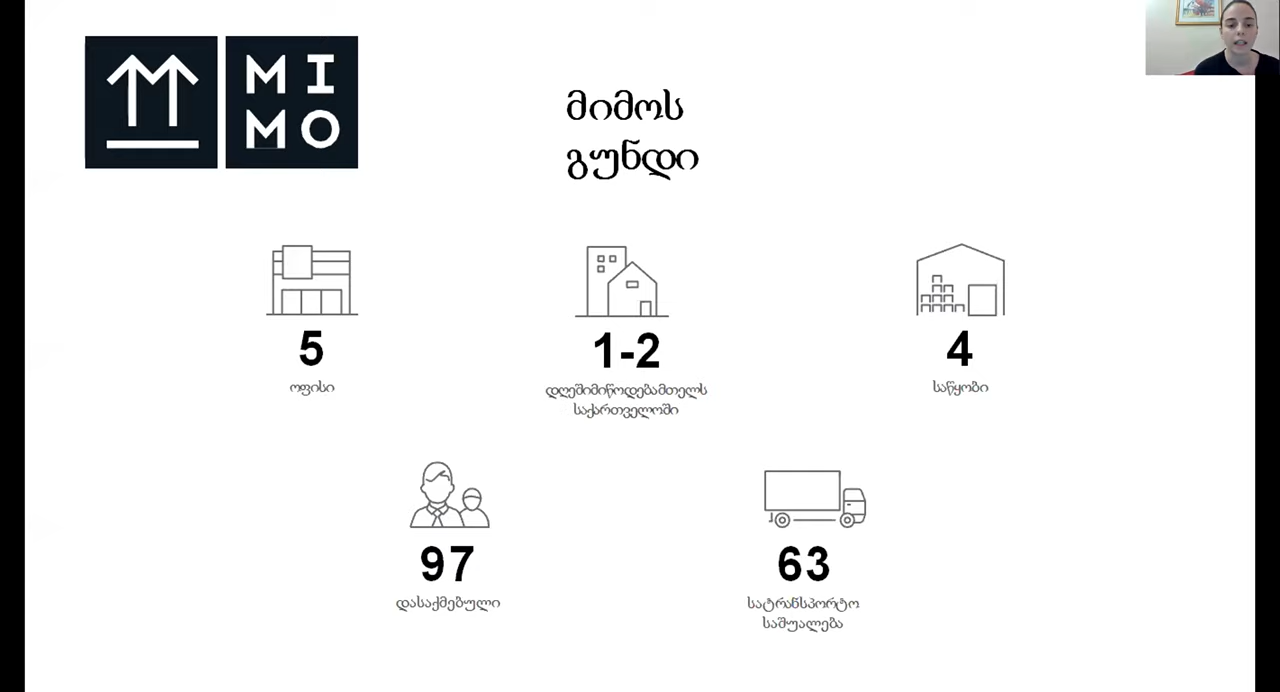 MI
MO
მიმოს
გუნდი
5
ოფისი
1-2
დღეშიმიწოდებამთელს
საქართველოში
4
საწყობი
97
დასაქმებული
63
სატრანსპორტო
საშუალება